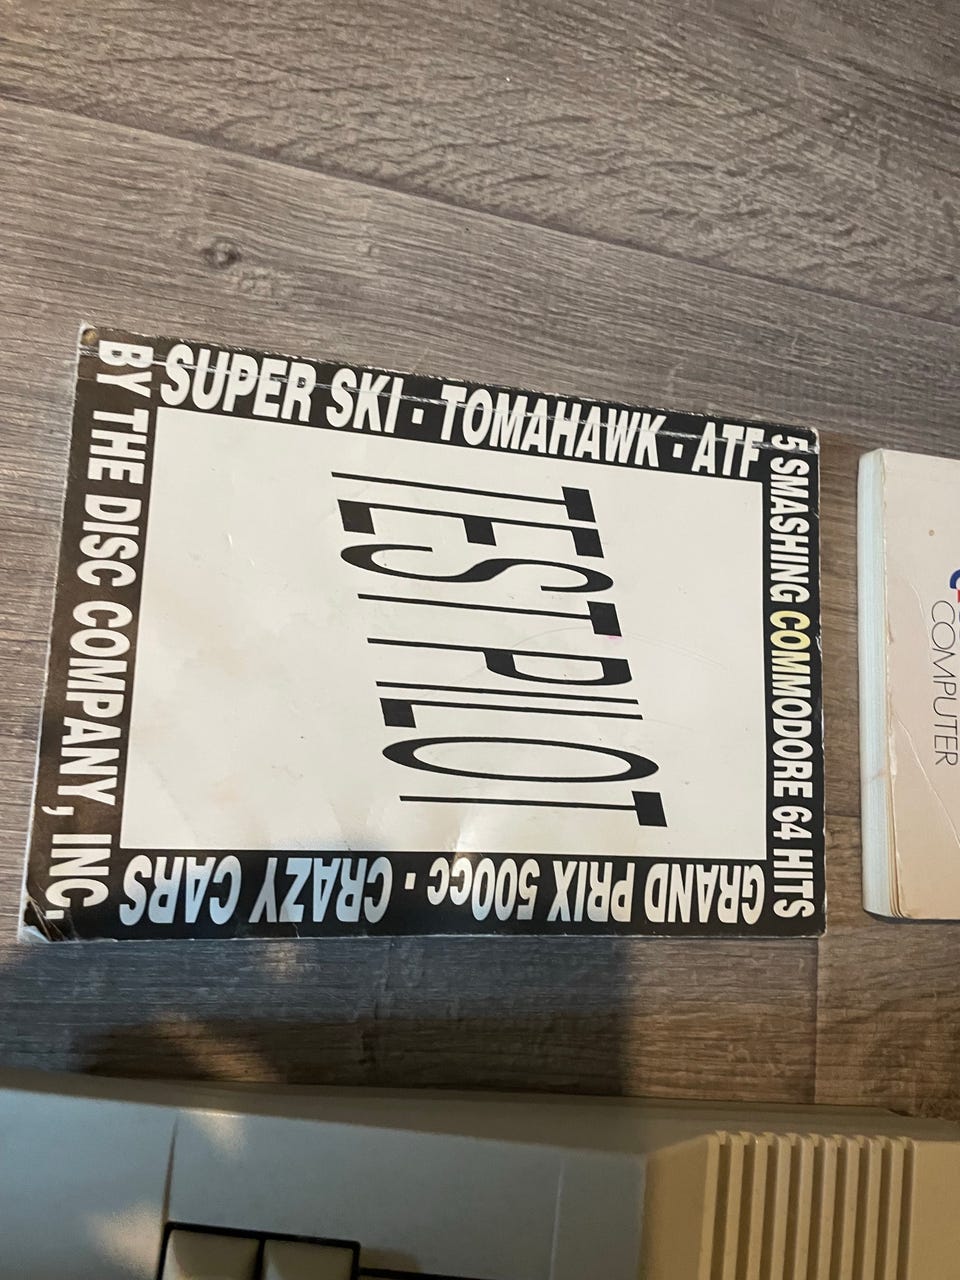 5 SMASHING COMMODORE 64 HITS
SUPER SKI · TOMAHAWK · ATF
TEST PILOT
GRAND PRIX 500cc · CRAZY CARS
BY THE DISC COMPANY, INC.
COMPUTER